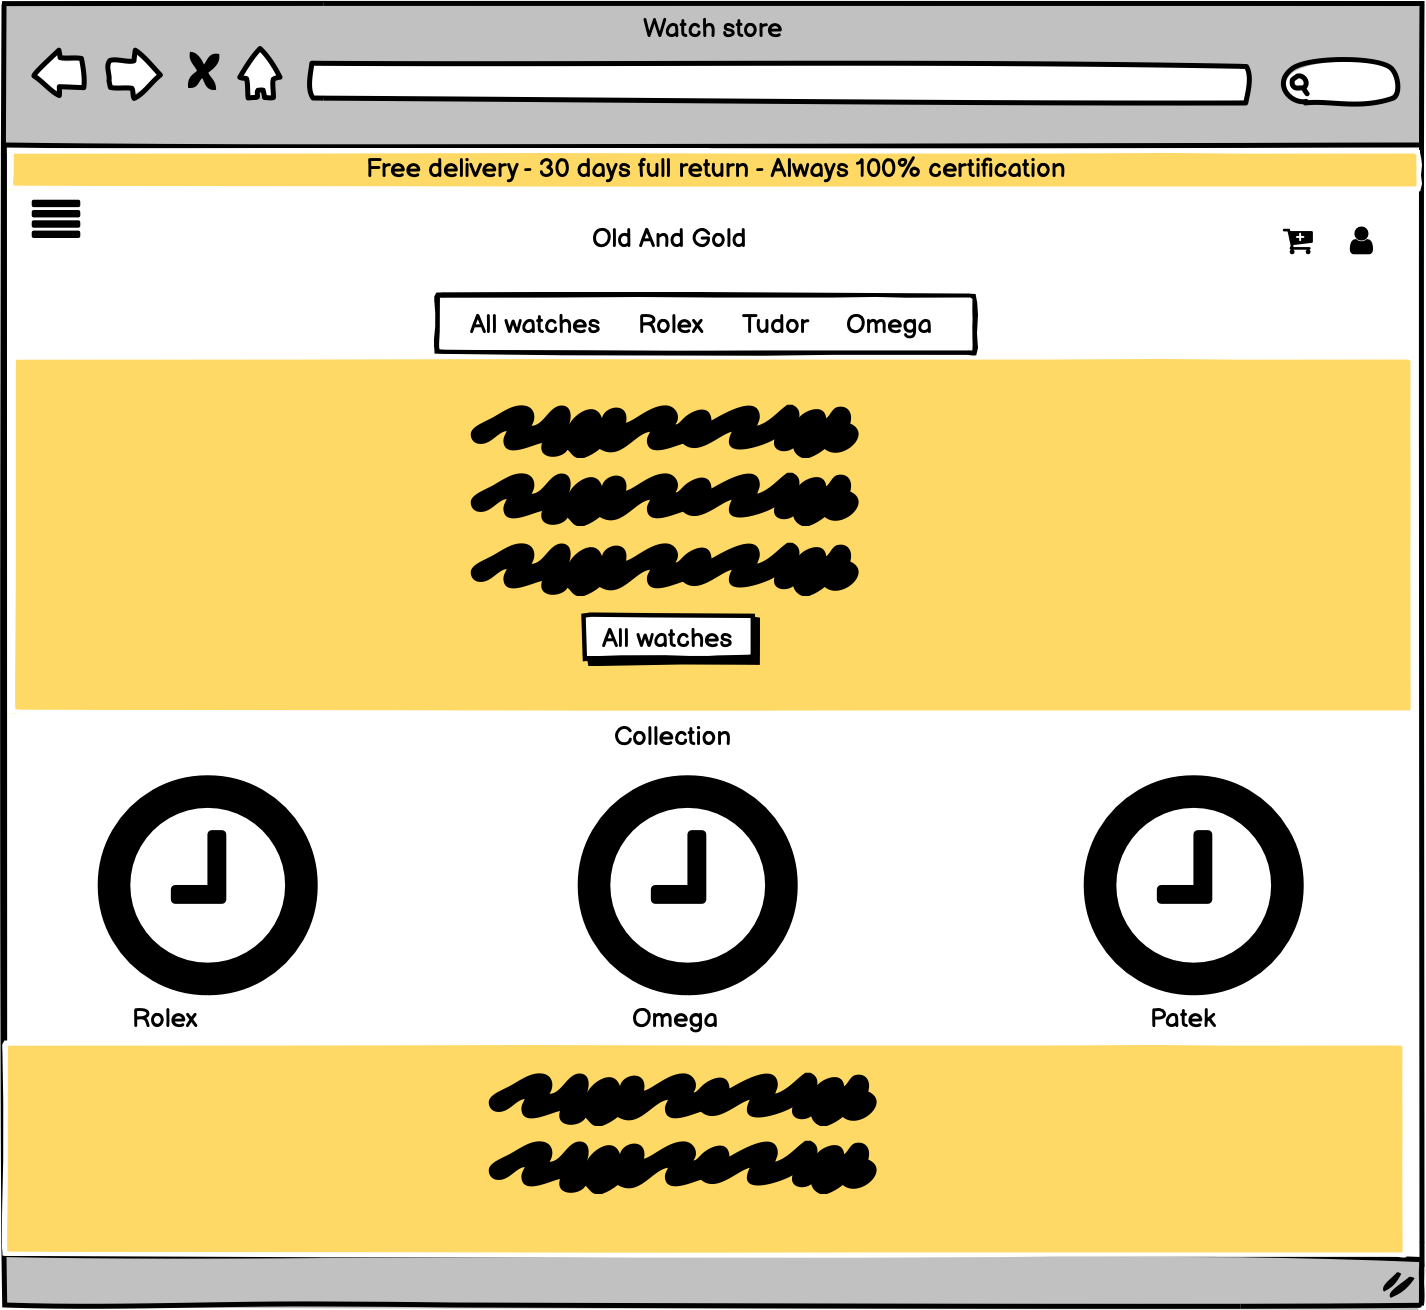 Watch store
Free delivery - 30 days full return - Always 100% certification
Old And Gold
All watches Rolex Tudor Omega
All watches
Collection
Rolex Omega Patek